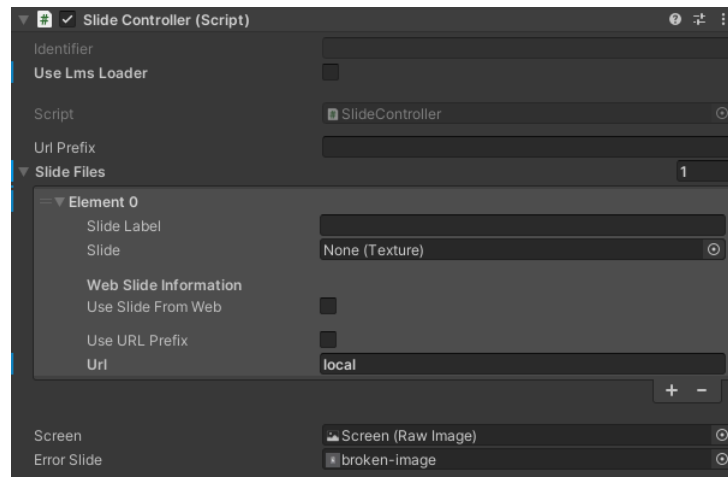 Slide Controller (Script)
Identifier
Use Lms Loader
Script SlideController
Url Prefix
Slide Files 1
Element 0
Slide Label
Slide None (Texture)
Web Slide Information
Use Slide From Web
Use URL Prefix
Url local
Screen Screen (Raw Image)
Error Slide broken-image